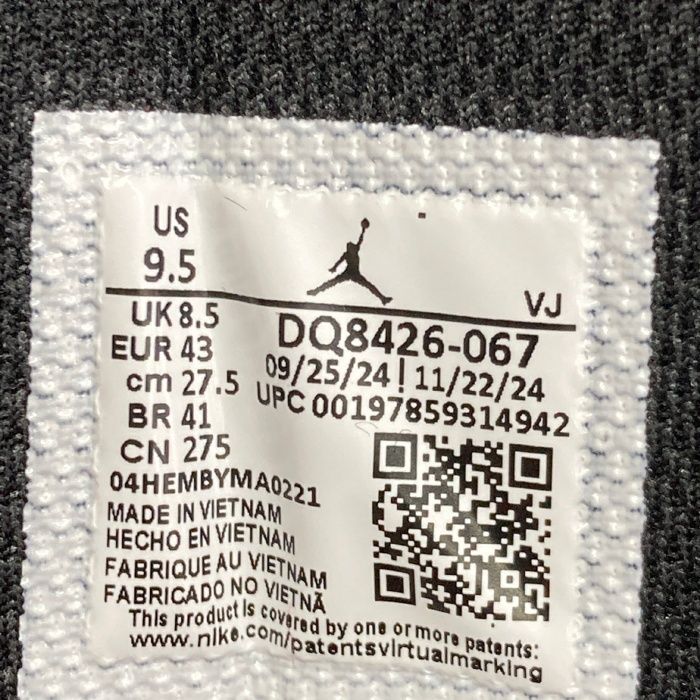 US
9.5
VJ
UK 8.5
EUR 43
cm 27.5
BR 41
CN 275
DQ8426-067
09/25/24 | 11/22/24
UPC 00197859314942
04HEMBYMA0221
MADE IN VIETNAM
HECHO EN VIETNAM
FABRIQUE AU VIETNAM
FABRICADO NO VIETNÃ
This product is covered by one or more patents:
www.nike.com/patentsvirtualmarking